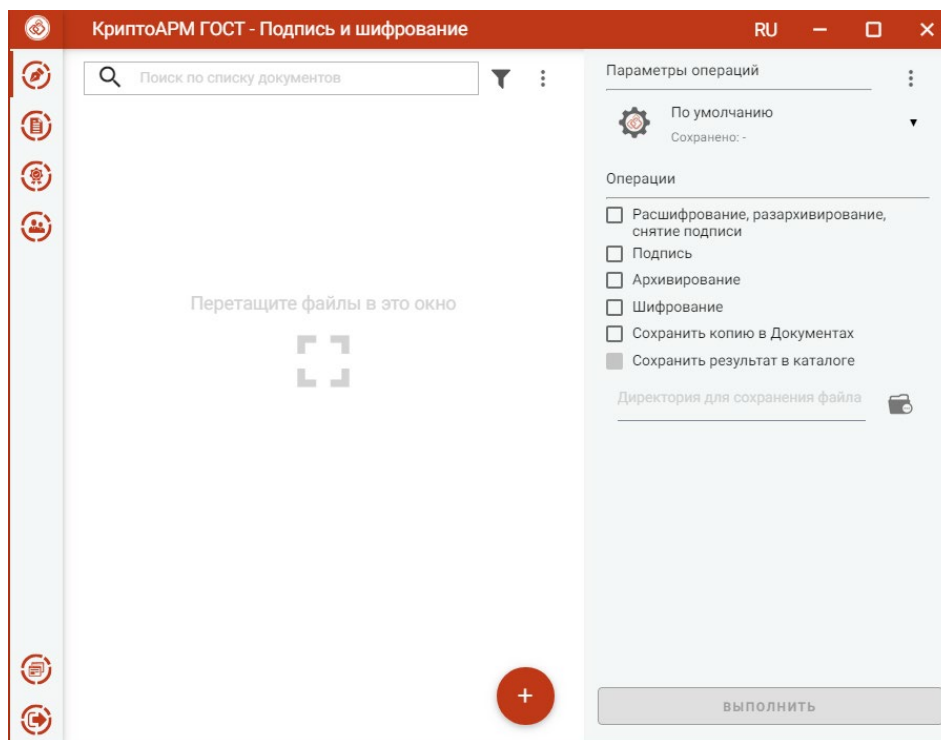 КриптоАРМ ГОСТ - Подпись и шифрование
RU
Поиск по списку документов
Перетащите файлы в это окно
Параметры операций
По умолчанию
Сохранено: -
Операции
Расшифрование, разархивирование,
снятие подписи
Подпись
Архивирование
Шифрование
Сохранить копию в Документах
Сохранить результат в каталоге
Директория для сохранения файла
ВЫПОЛНИТЬ